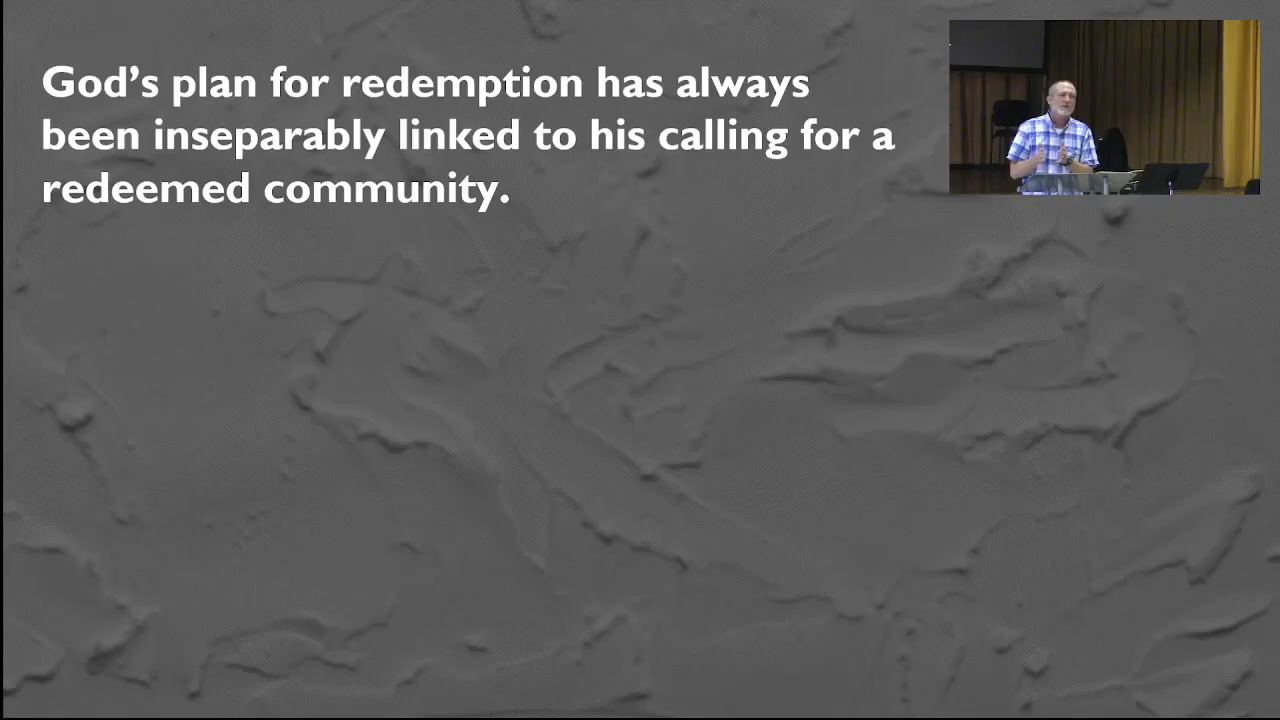 God’s plan for redemption has always
been inseparably linked to his calling for a
redeemed community.